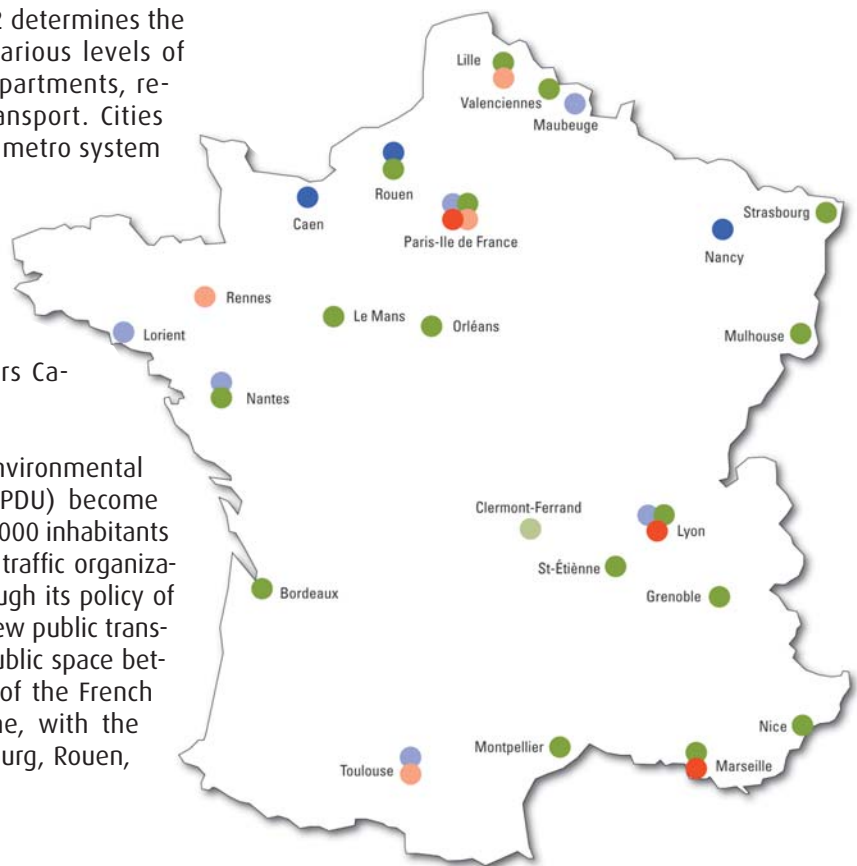 2 determines the
arious levels of
partments, re-
ansport. Cities
metro system
rs Ca-
nvironmental
PDU) become
000 inhabitants
traffic organiza-
ugh its policy of
ew public trans-
ublic space bet-
of the French
ne, with the
urg, Rouen,
Lille
Valenciennes
Maubeuge
Rouen
Caen
Paris-Ile de France
Strasbourg
Nancy
Rennes
Le Mans
Orléans
Lorient
Mulhouse
Nantes
Clermont-Ferrand
Lyon
St-Étiènne
Bordeaux
Grenoble
Nice
Montpellier
Toulouse
Marseille